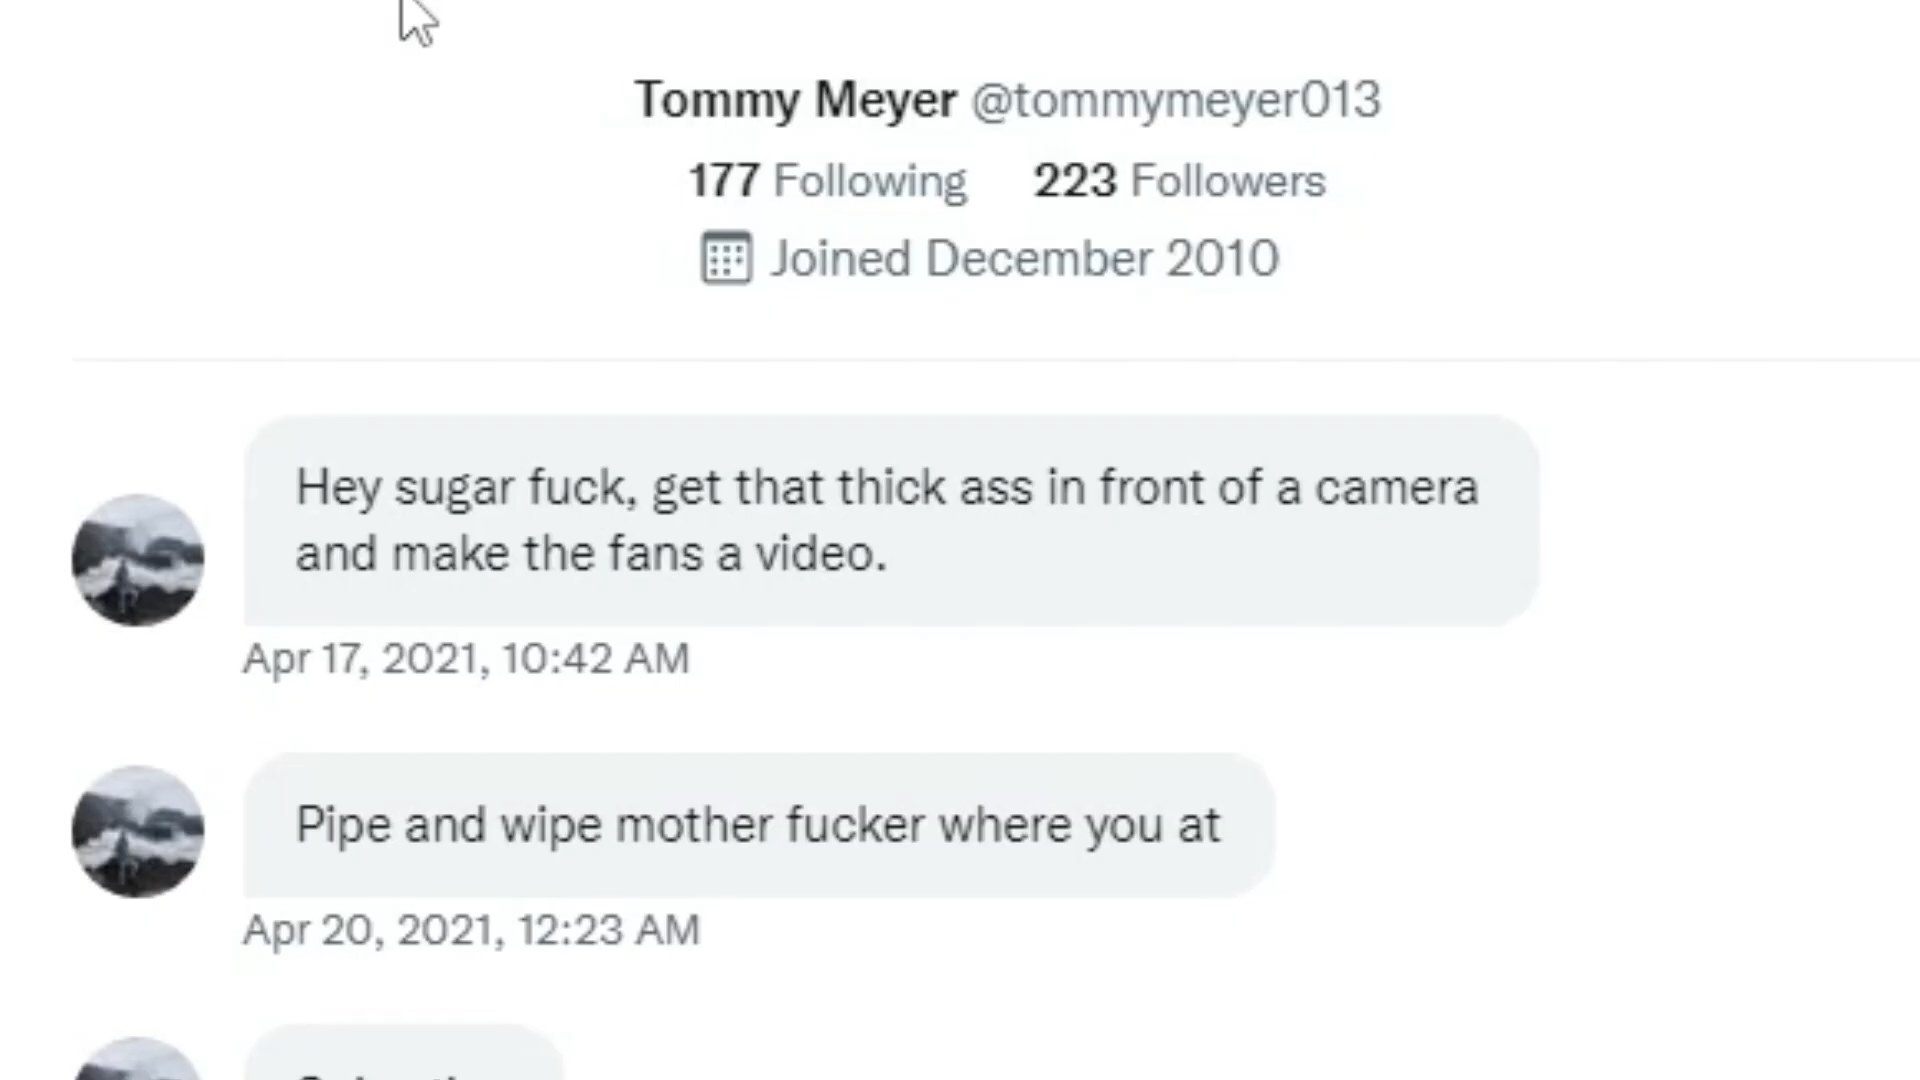 Tommy Meyer @tommymeyer013
177 Following 223 Followers
Joined December 2010
Hey sugar fuck, get that thick ass in front of a camera
and make the fans a video.
Apr 17, 2021, 10:42 AM
Pipe and wipe mother fucker where you at
Apr 20, 2021, 12:23 AM